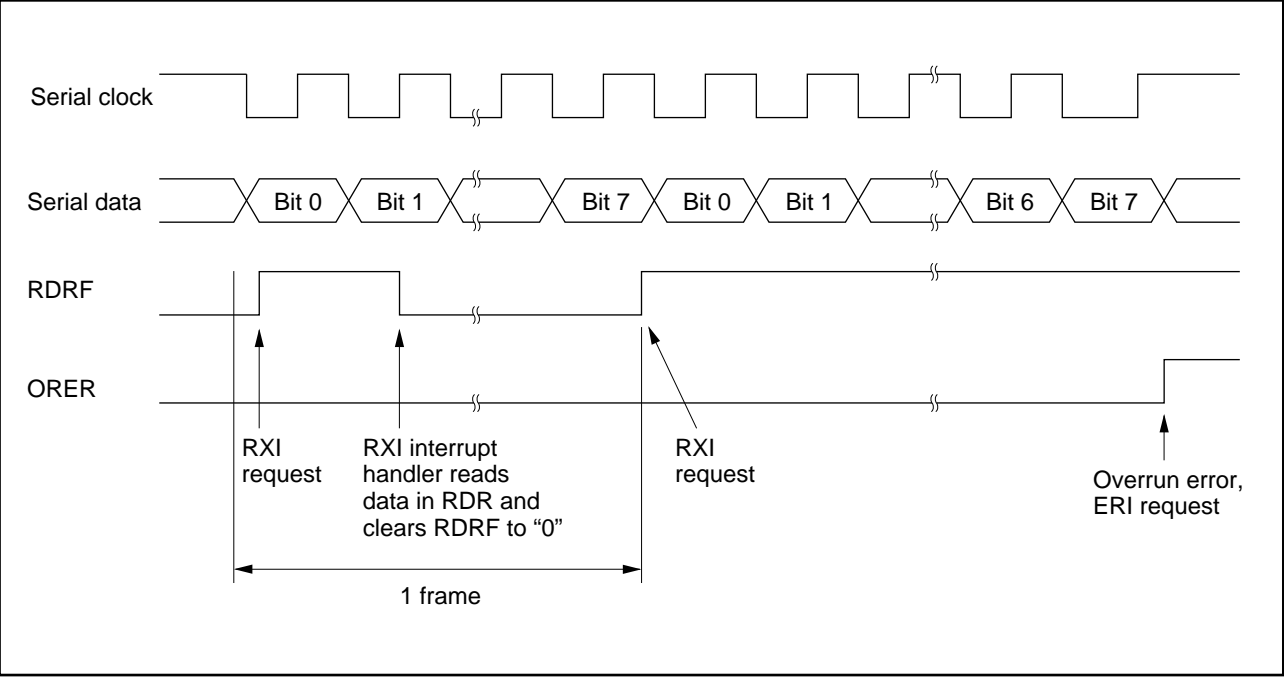 Serial clock
Serial data
Bit 0
Bit 1
Bit 7
Bit 0
Bit 1
Bit 6
Bit 7
RDRF
ORER
RXI
request
RXI interrupt
handler reads
data in RDR and
clears RDRF to “0”
RXI
request
Overrun error,
ERI request
1 frame